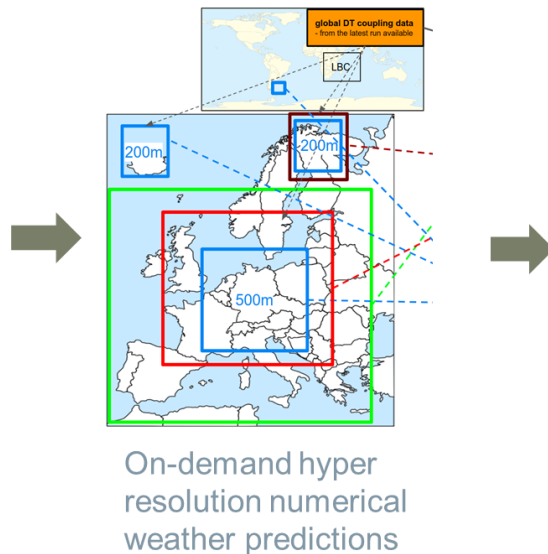 global DT coupling data
- from the latest run available
LBC
200m
200m
500m
On-demand hyper
resolution numerical
weather predictions